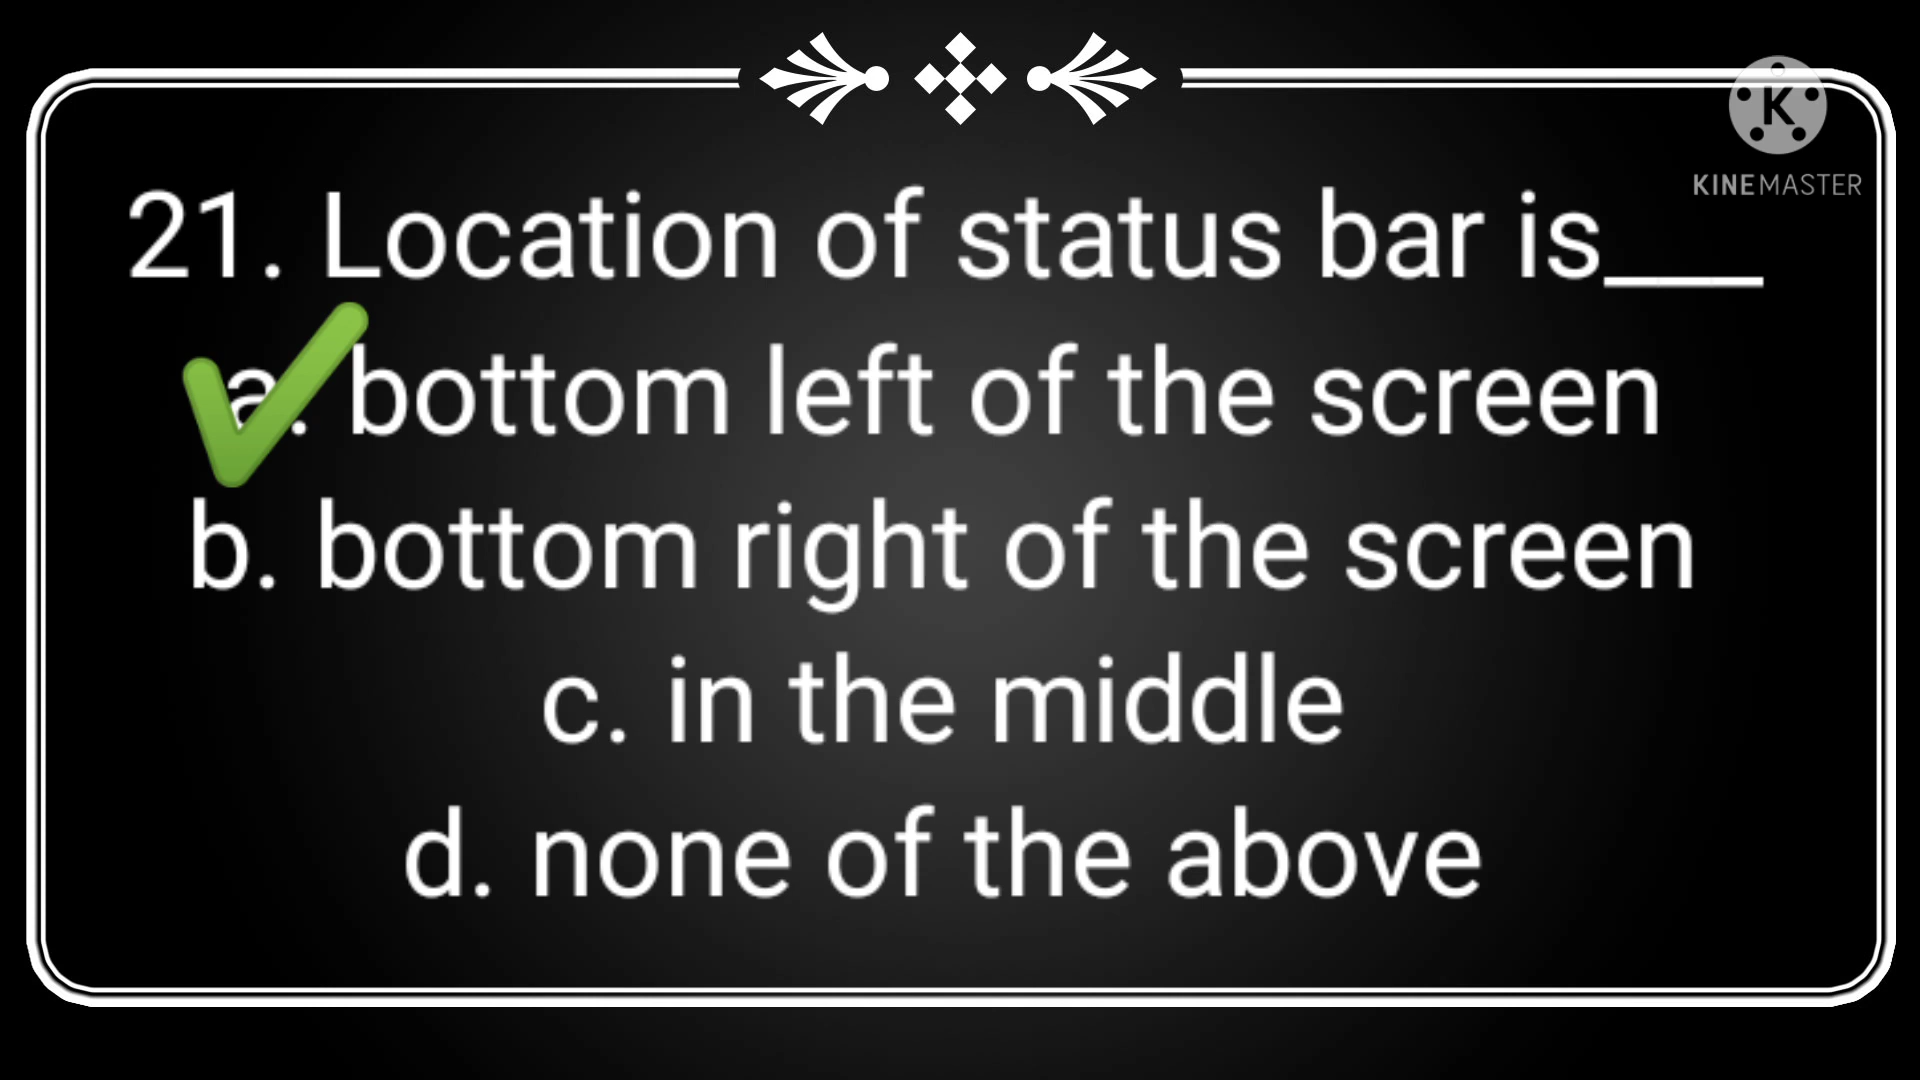 K
KINEMASTER
21. Location of status bar is___
a. bottom left of the screen
b. bottom right of the screen
c. in the middle
d. none of the above